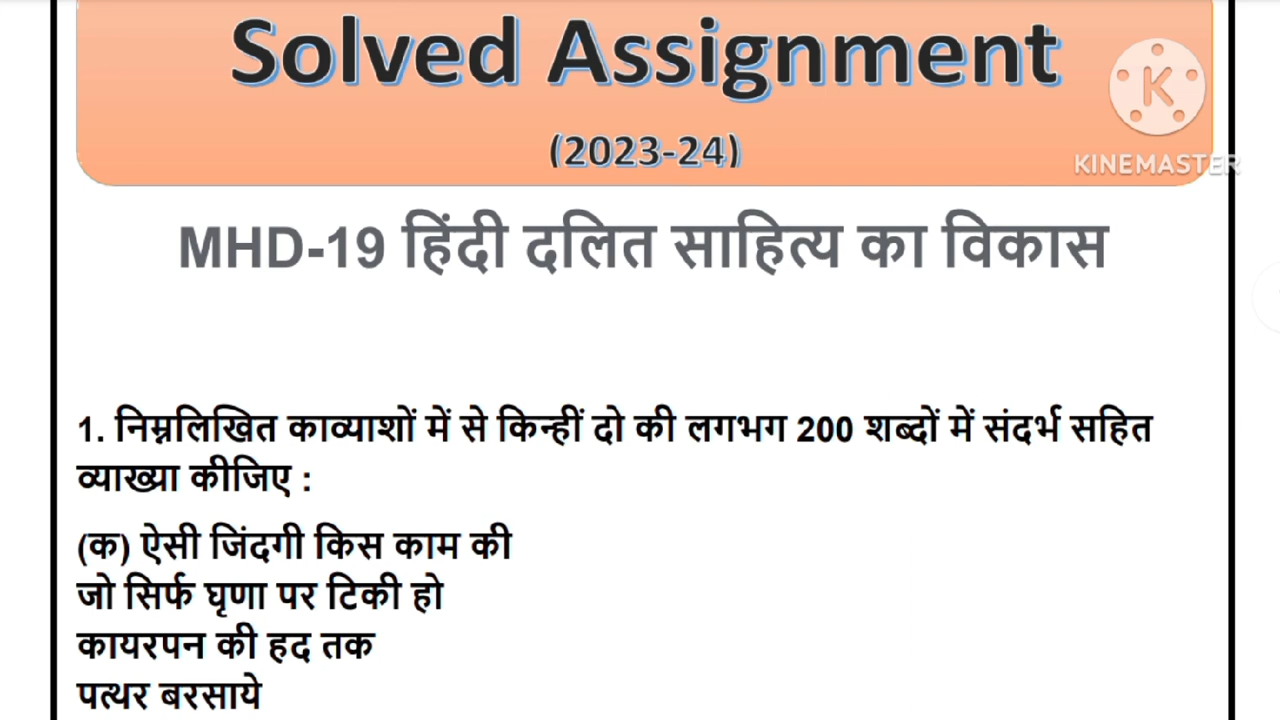 Solved Assignment
(2023-24)
K
KINEMASTER
MHD-19 हिंदी दलित साहित्य का विकास
1. निम्नलिखित काव्याशों में से किन्हीं दो की लगभग 200 शब्दों में संदर्भ सहित
व्याख्या कीजिए :
(क) ऐसी जिंदगी किस काम की
जो सिर्फ घृणा पर टिकी हो
कायरपन की हद तक
पत्थर बरसाये